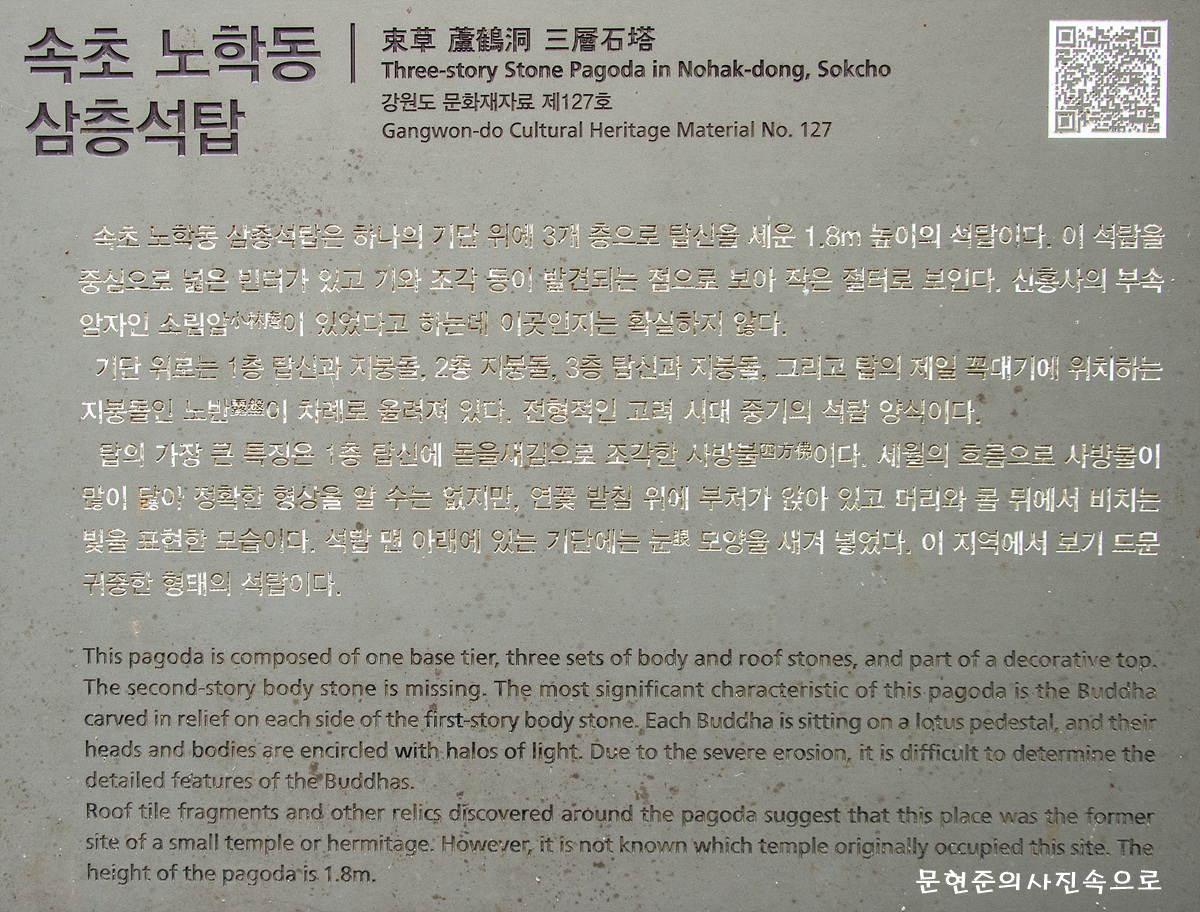 속초 노학동
삼층석탑
束草 蘆鶴洞 三層石塔
Three-story Stone Pagoda in Nohak-dong, Sokcho
강원도 문화재자료 제127호
Gangwon-do Cultural Heritage Material No. 127
속초 노학동 삼층석탑은 하나의 기단 위에 3개 층으로 탑신을 세운 1.8m 높이의 석탑이다. 이 석탑을
중심으로 넓은 빈터가 있고 기와 조각 등이 발견되는 점으로 보아 작은 절터로 보인다. 신흥사의 부속
암자인 소림암小林庵이 있었다고 하는데 이곳인지는 확실하지 않다.
기단 위로는 1층 탑신과 지붕돌, 2층 지붕돌, 3층 탑신과 지붕돌, 그리고 탑의 제일 꼭대기에 위치하는
지붕돌인 노반露盤이 차례로 올려져 있다. 전형적인 고려 시대 중기의 석탑 양식이다.
탑의 가장 큰 특징은 1층 탑신에 돋을새김으로 조각한 사방불四方佛이다. 세월의 흐름으로 사방불이
많이 닳아 정확한 형상을 알 수는 없지만, 연꽃 받침 위에 부처가 앉아 있고 머리와 몸 뒤에서 비치는
빛을 표현한 모습이다. 석탑 맨 아래에 있는 기단에는 눈眼 모양을 새겨 넣었다. 이 지역에서 보기 드문
귀중한 형태의 석탑이다.
This pagoda is composed of one base tier, three sets of body and roof stones, and part of a decorative top.
The second-story body stone is missing. The most significant characteristic of this pagoda is the Buddha
carved in relief on each side of the first-story body stone. Each Buddha is sitting on a lotus pedestal, and their
heads and bodies are encircled with halos of light. Due to the severe erosion, it is difficult to determine the
detailed features of the Buddhas.
Roof tile fragments and other relics discovered around the pagoda suggest that this place was the former
site of a small temple or hermitage. However, it is not known which temple originally occupied this site. The
height of the pagoda is 1.8m.
문현준의사진속으로